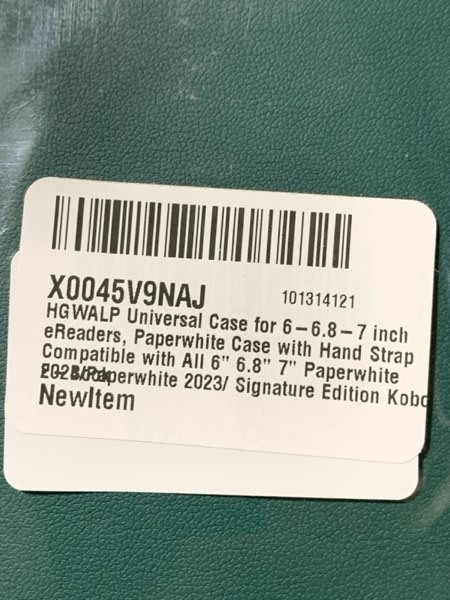 X0045V9NAJ 101314121
HGWALP Universal Case for 6-6.8-7 inch
eReaders, Paperwhite Case with Hand Strap
Compatible with All 6" 6.8" 7" Paperwhite
Paperwhite 2023/ Signature Edition Kobo
NewItem